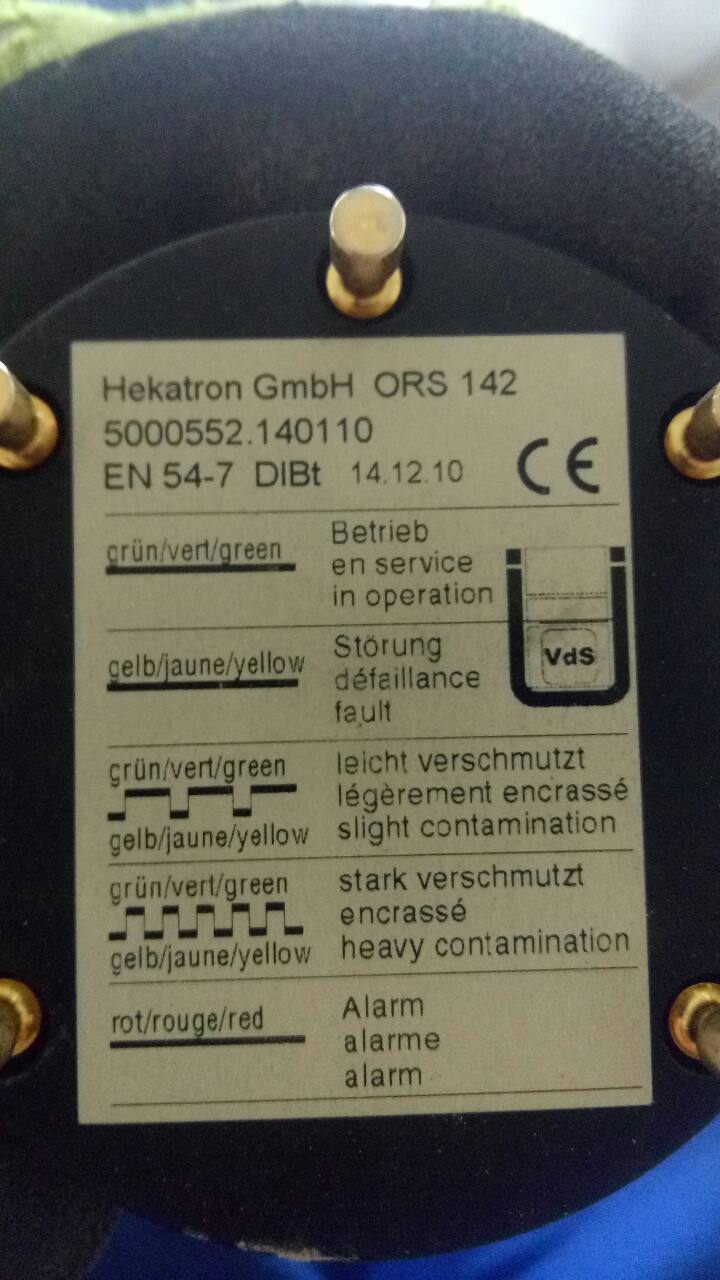 Hekatron GmbH ORS 142
5000552.140110
EN 54-7 DIBt 14.12.10 CE
grün/vert/green
Betrieb
en service
in operation
gelb/jaune/yellow
Störung
défaillance
fault
VdS
grün/vert/green
gelb/jaune/yellow
leicht verschmutzt
légèrement encrassé
slight contamination
grün/vert/green
gelb/jaune/yellow
stark verschmutzt
encrassé
heavy contamination
rot/rouge/red
Alarm
alarme
alarm